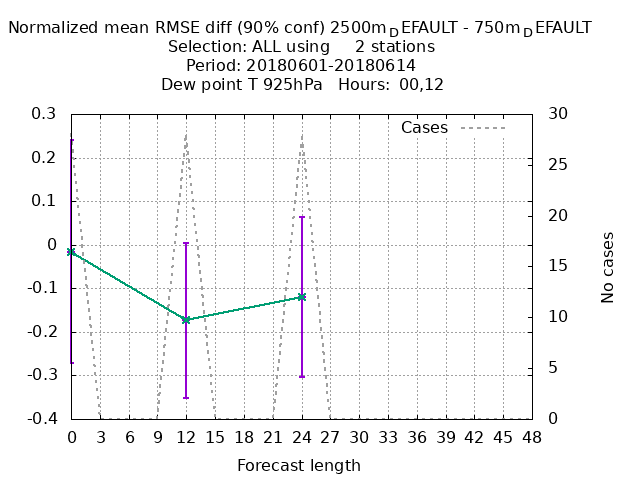 Normalized mean RMSE diff (90% conf) 2500m_DEFAULT - 750m_DEFAULT
Selection: ALL using     2 stations
Period: 20180601-20180614
Dew point T 925hPa   Hours: 00,12
Cases
0.3
0.2
0.1
0
-0.1
-0.2
-0.3
-0.4
30
25
20
15
10
5
0
No cases
0 3 6 9 12 15 18 21 24 27 30 33 36 39 42 45 48
Forecast length